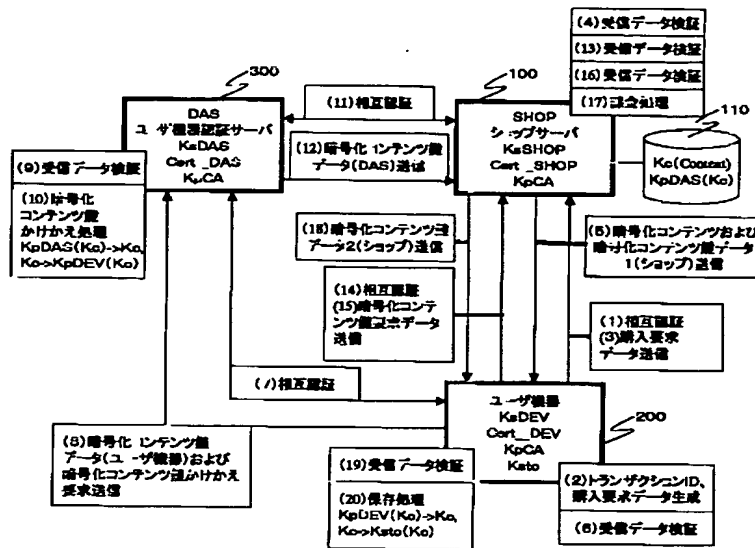 (4)受信データ検証
(13)受信データ検証
(16)受信データ検証
(17)課金処理
300
100
110
(11)相互認証
DAS
ユーザ機器認証サーバ
KsDAS
Cert_DAS
KpCA
SHOP
ショップサーバ
KsSHOP
Cert_SHOP
KpCA
Kc(Content)
KpDAS(Kc)
(12)暗号化コンテンツ鍵
データ(DAS)送信
(9)受信データ検証
(10)暗号化
コンテンツ鍵
かけかえ処理
KpDAS(Kc)->Kc,
Kc->KpDEV(Kc)
(18)暗号化コンテンツ鍵
データ2(ショップ)送信
(5)暗号化コンテンツおよび
暗号化コンテンツ鍵データ
1(ショップ)送信
(14)相互認証
(15)暗号化コンテ
ンツ鍵要求データ
送信
(1)相互認証
(3)購入要求
データ送信
(7)相互認証
ユーザ機器
KsDEV
Cert_DEV
KpCA
Ksto
200
(8)暗号化コンテンツ鍵
データ(ユーザ機器)および
暗号化コンテンツ鍵かけかえ
要求送信
(19)受信データ検証
(20)保存処理
KpDEV(Kc)->Kc,
Kc->Ksto(Kc)
(2)トランザクションID、
購入要求データ生成
(6)受信データ検証